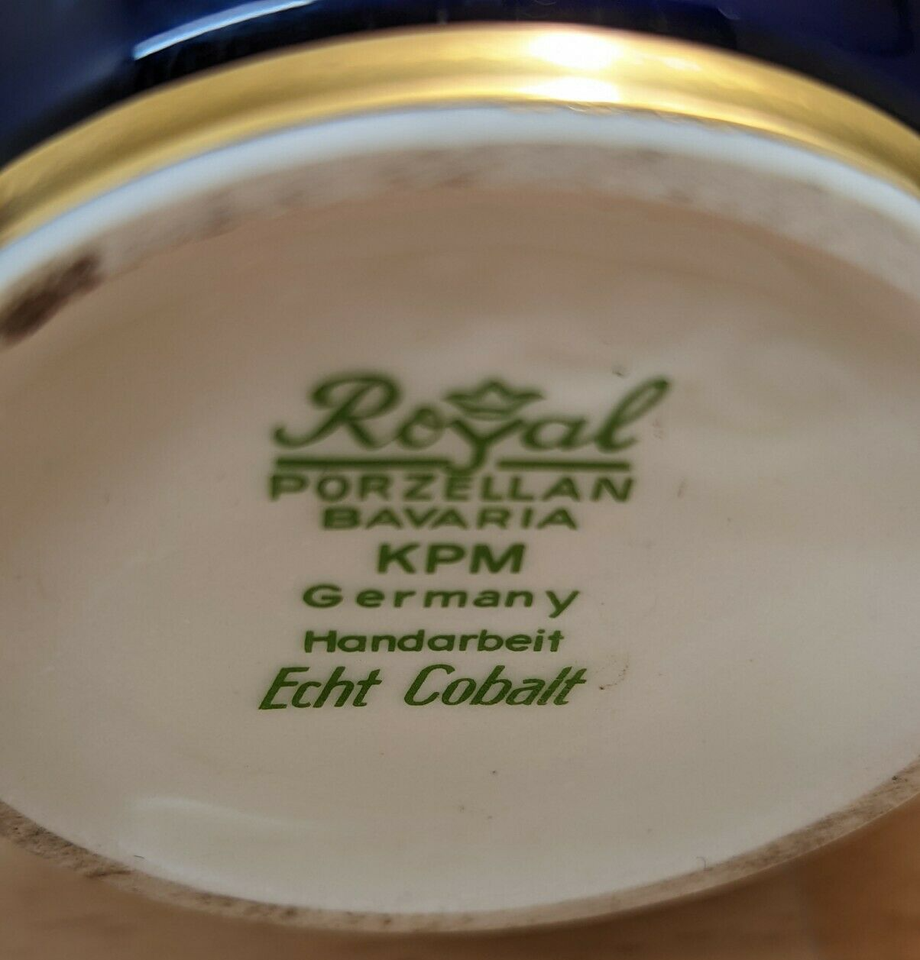 Royal
PORZELLAN
BAVARIA
KPM
Germany
Handarbeit
Echt Cobalt